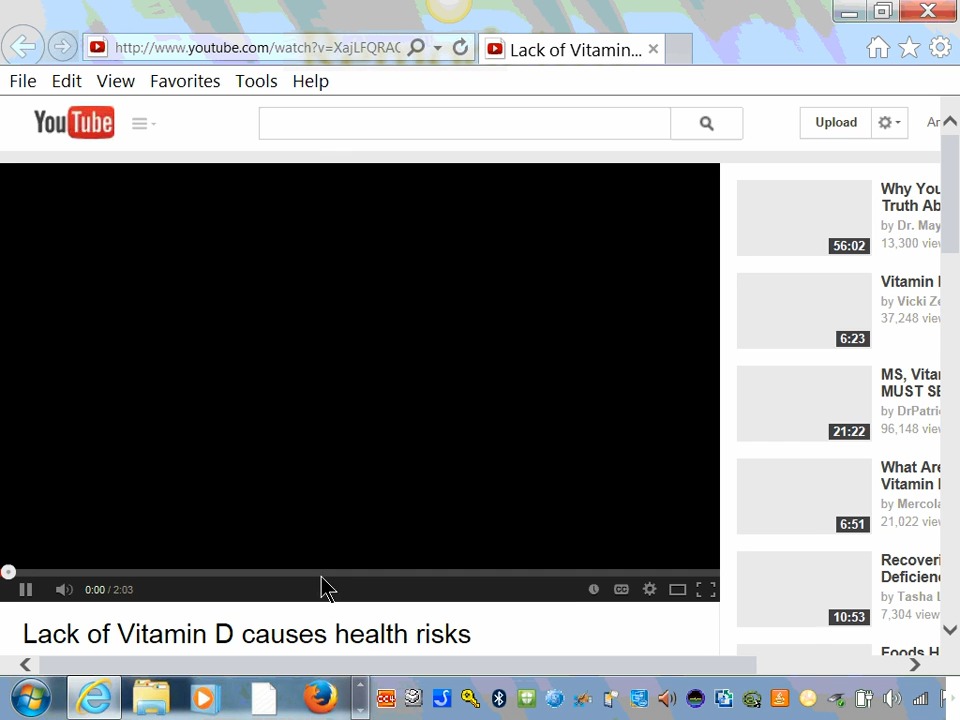 http://www.youtube.com/watch?v=XajLFQRAC
Lack of Vitamin...
File Edit View Favorites Tools Help
YouTube
Upload
56:02
Why You
Truth Ab
by Dr. May
13,300 view
6:23
Vitamin
by Vicki Ze
37,248 view
21:22
MS, Vita
MUST SE
by DrPatri
96,148 view
6:51
What Are
Vitamin
by Mercola
21,022 view
10:53
Recoveri
Deficien
by Tasha L
7,304 view
Foods H
0:00 / 2:03
CC
Lack of Vitamin D causes health risks